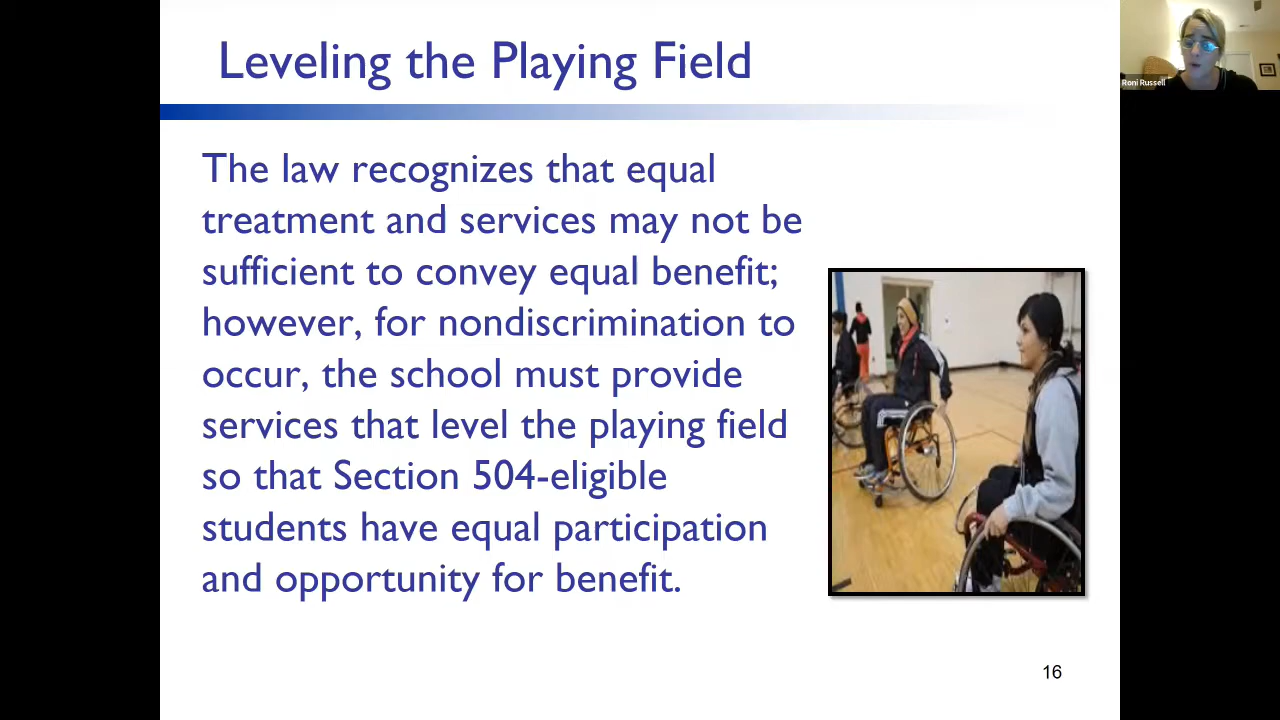 Leveling the Playing Field
Roni Russell
The law recognizes that equal
treatment and services may not be
sufficient to convey equal benefit;
however, for nondiscrimination to
occur, the school must provide
services that level the playing field
so that Section 504-eligible
students have equal participation
and opportunity for benefit.
16